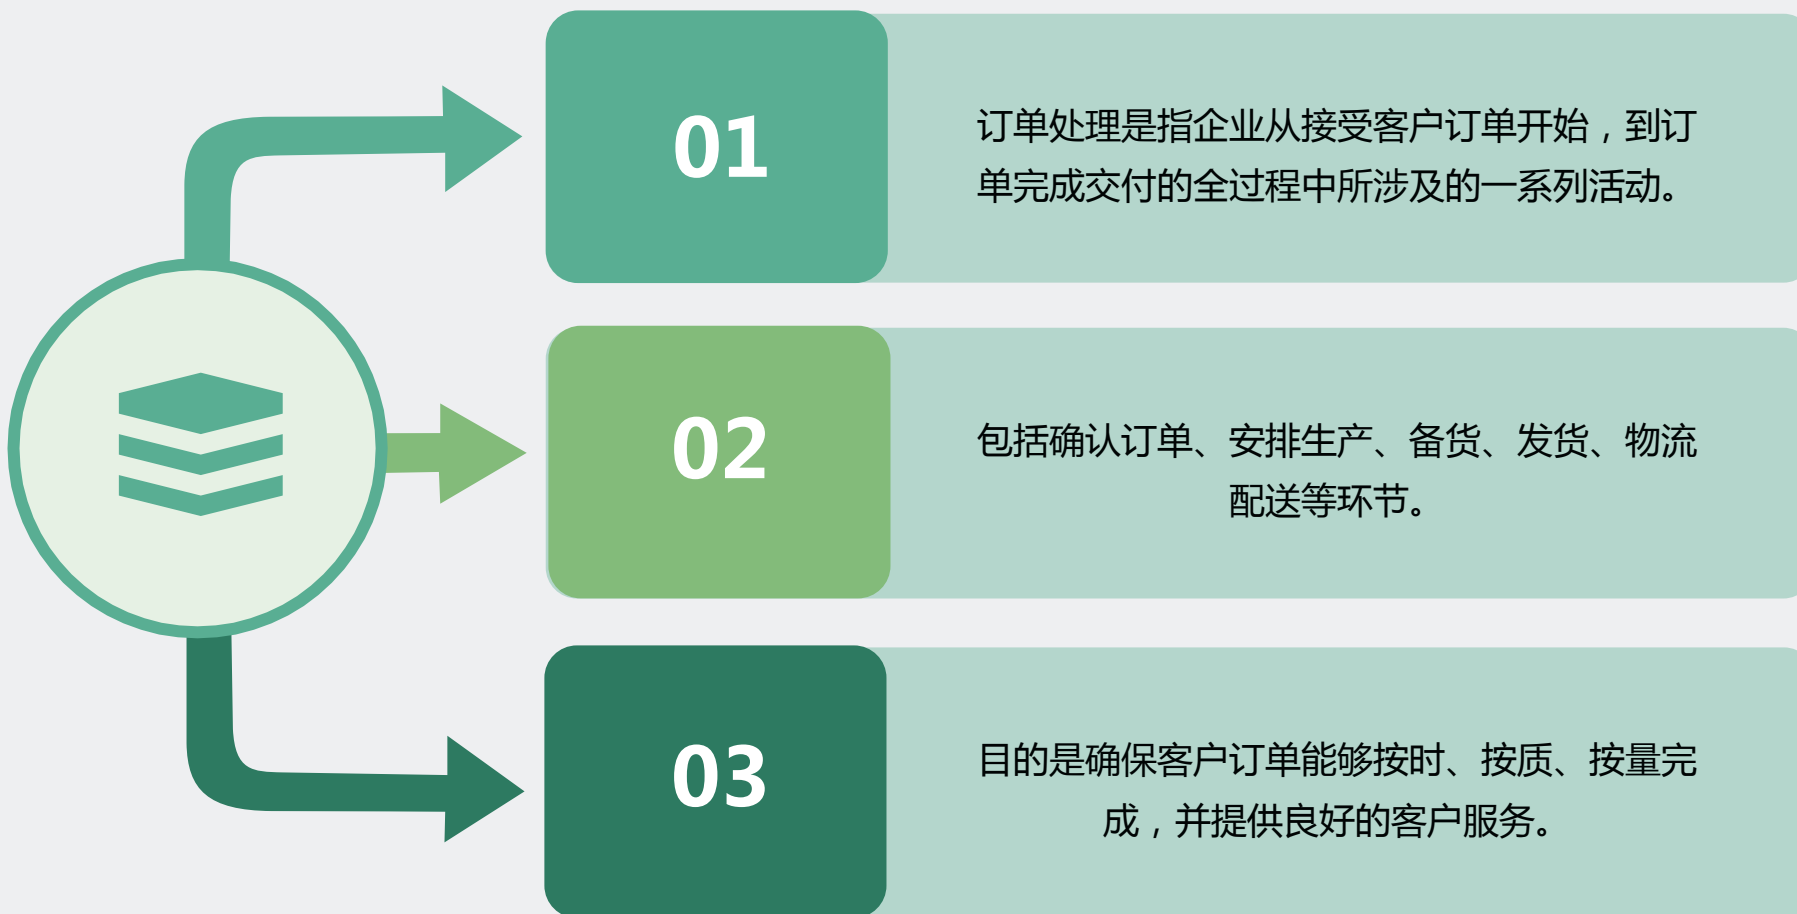 01
订单处理是指企业从接受客户订单开始，到订
单完成交付的全过程中所涉及的一系列活动。
02
包括确认订单、安排生产、备货、发货、物流
配送等环节。
03
目的是确保客户订单能够按时、按质、按量完
成，并提供良好的客户服务。